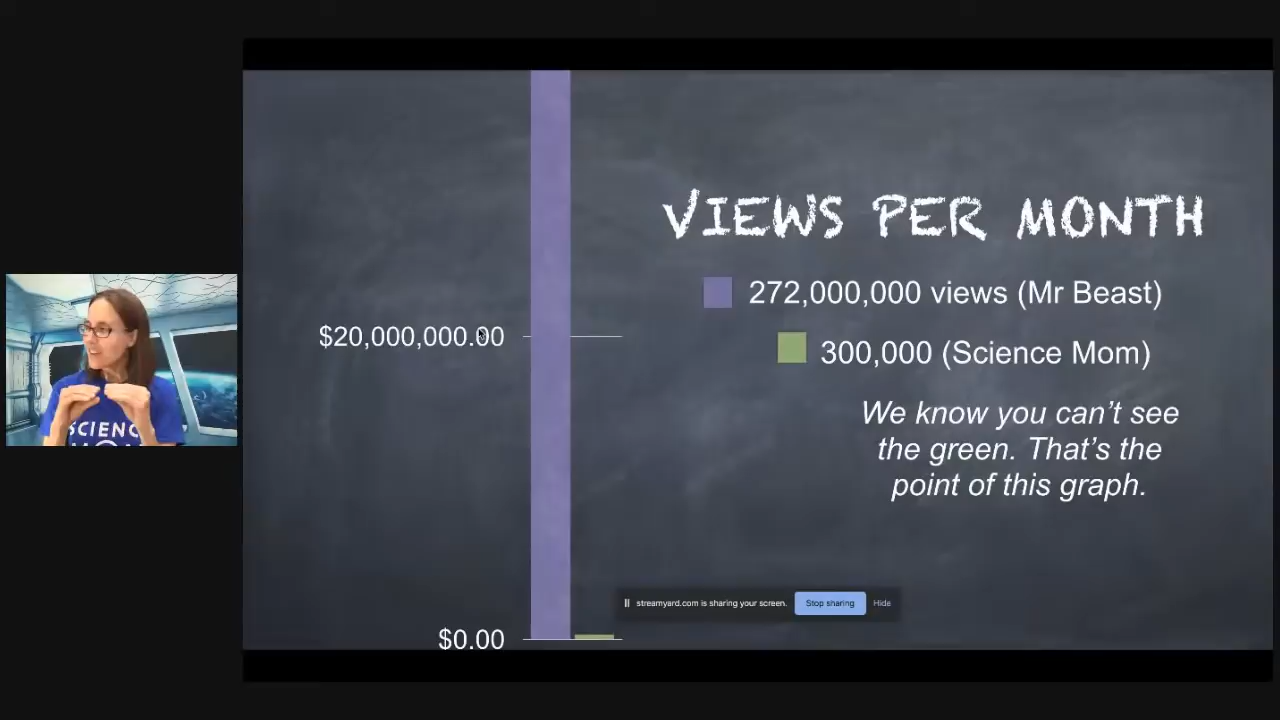 VIEWS PER MONTH
272,000,000 views (Mr Beast)
$20,000,000.00
300,000 (Science Mom)
We know you can't see
the green. That's the
point of this graph.
SCIENC
streamyard.com is sharing your screen.
Stop sharing
Hide
$0.00